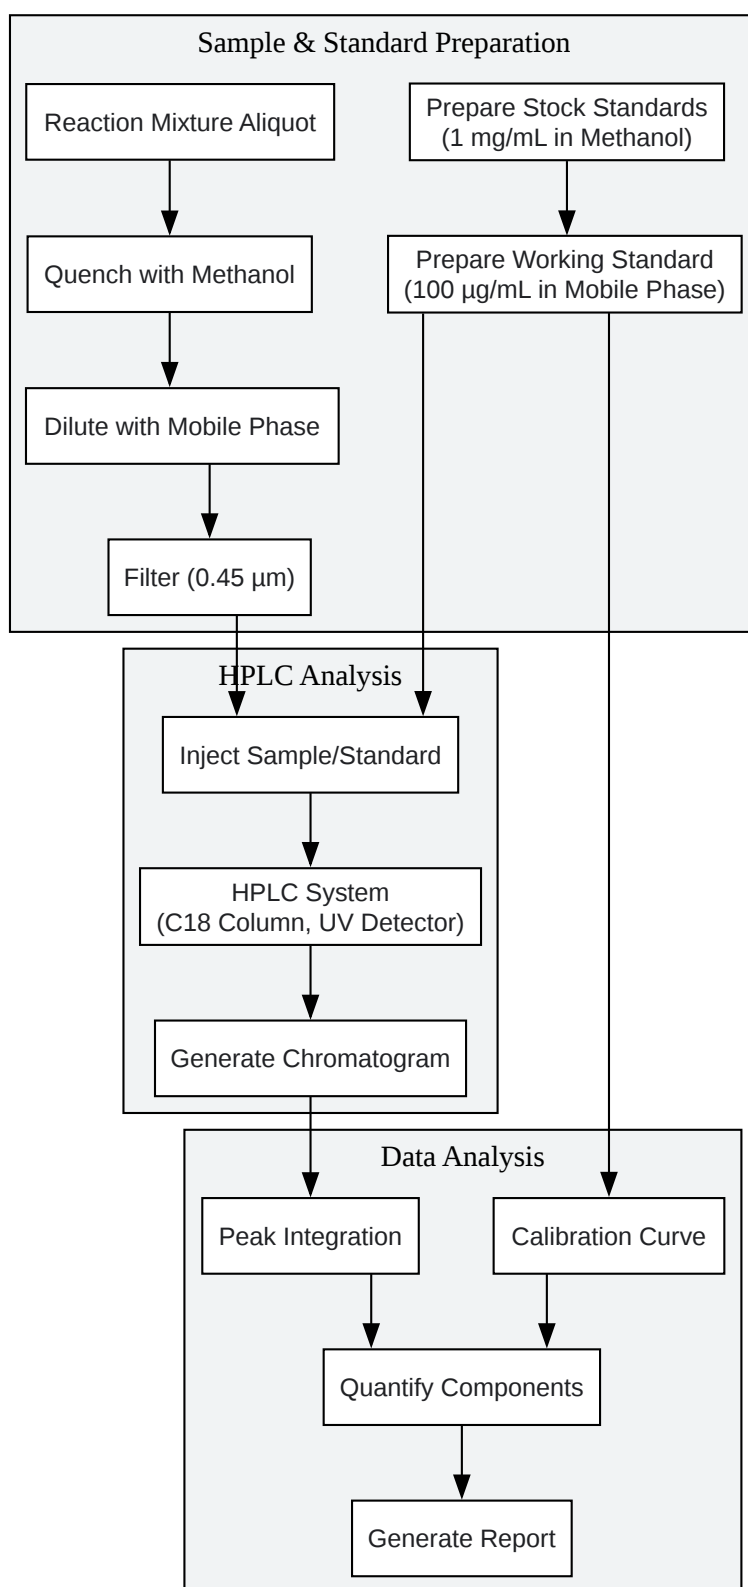 Sample & Standard Preparation
Reaction Mixture Aliquot
Prepare Stock Standards
(1 mg/mL in Methanol)
Quench with Methanol
Prepare Working Standard
(100 µg/mL in Mobile Phase)
Dilute with Mobile Phase
Filter (0.45 µm)
HPLC Analysis
Inject Sample/Standard
HPLC System
(C18 Column, UV Detector)
Generate Chromatogram
Data Analysis
Peak Integration
Calibration Curve
Quantify Components
Generate Report